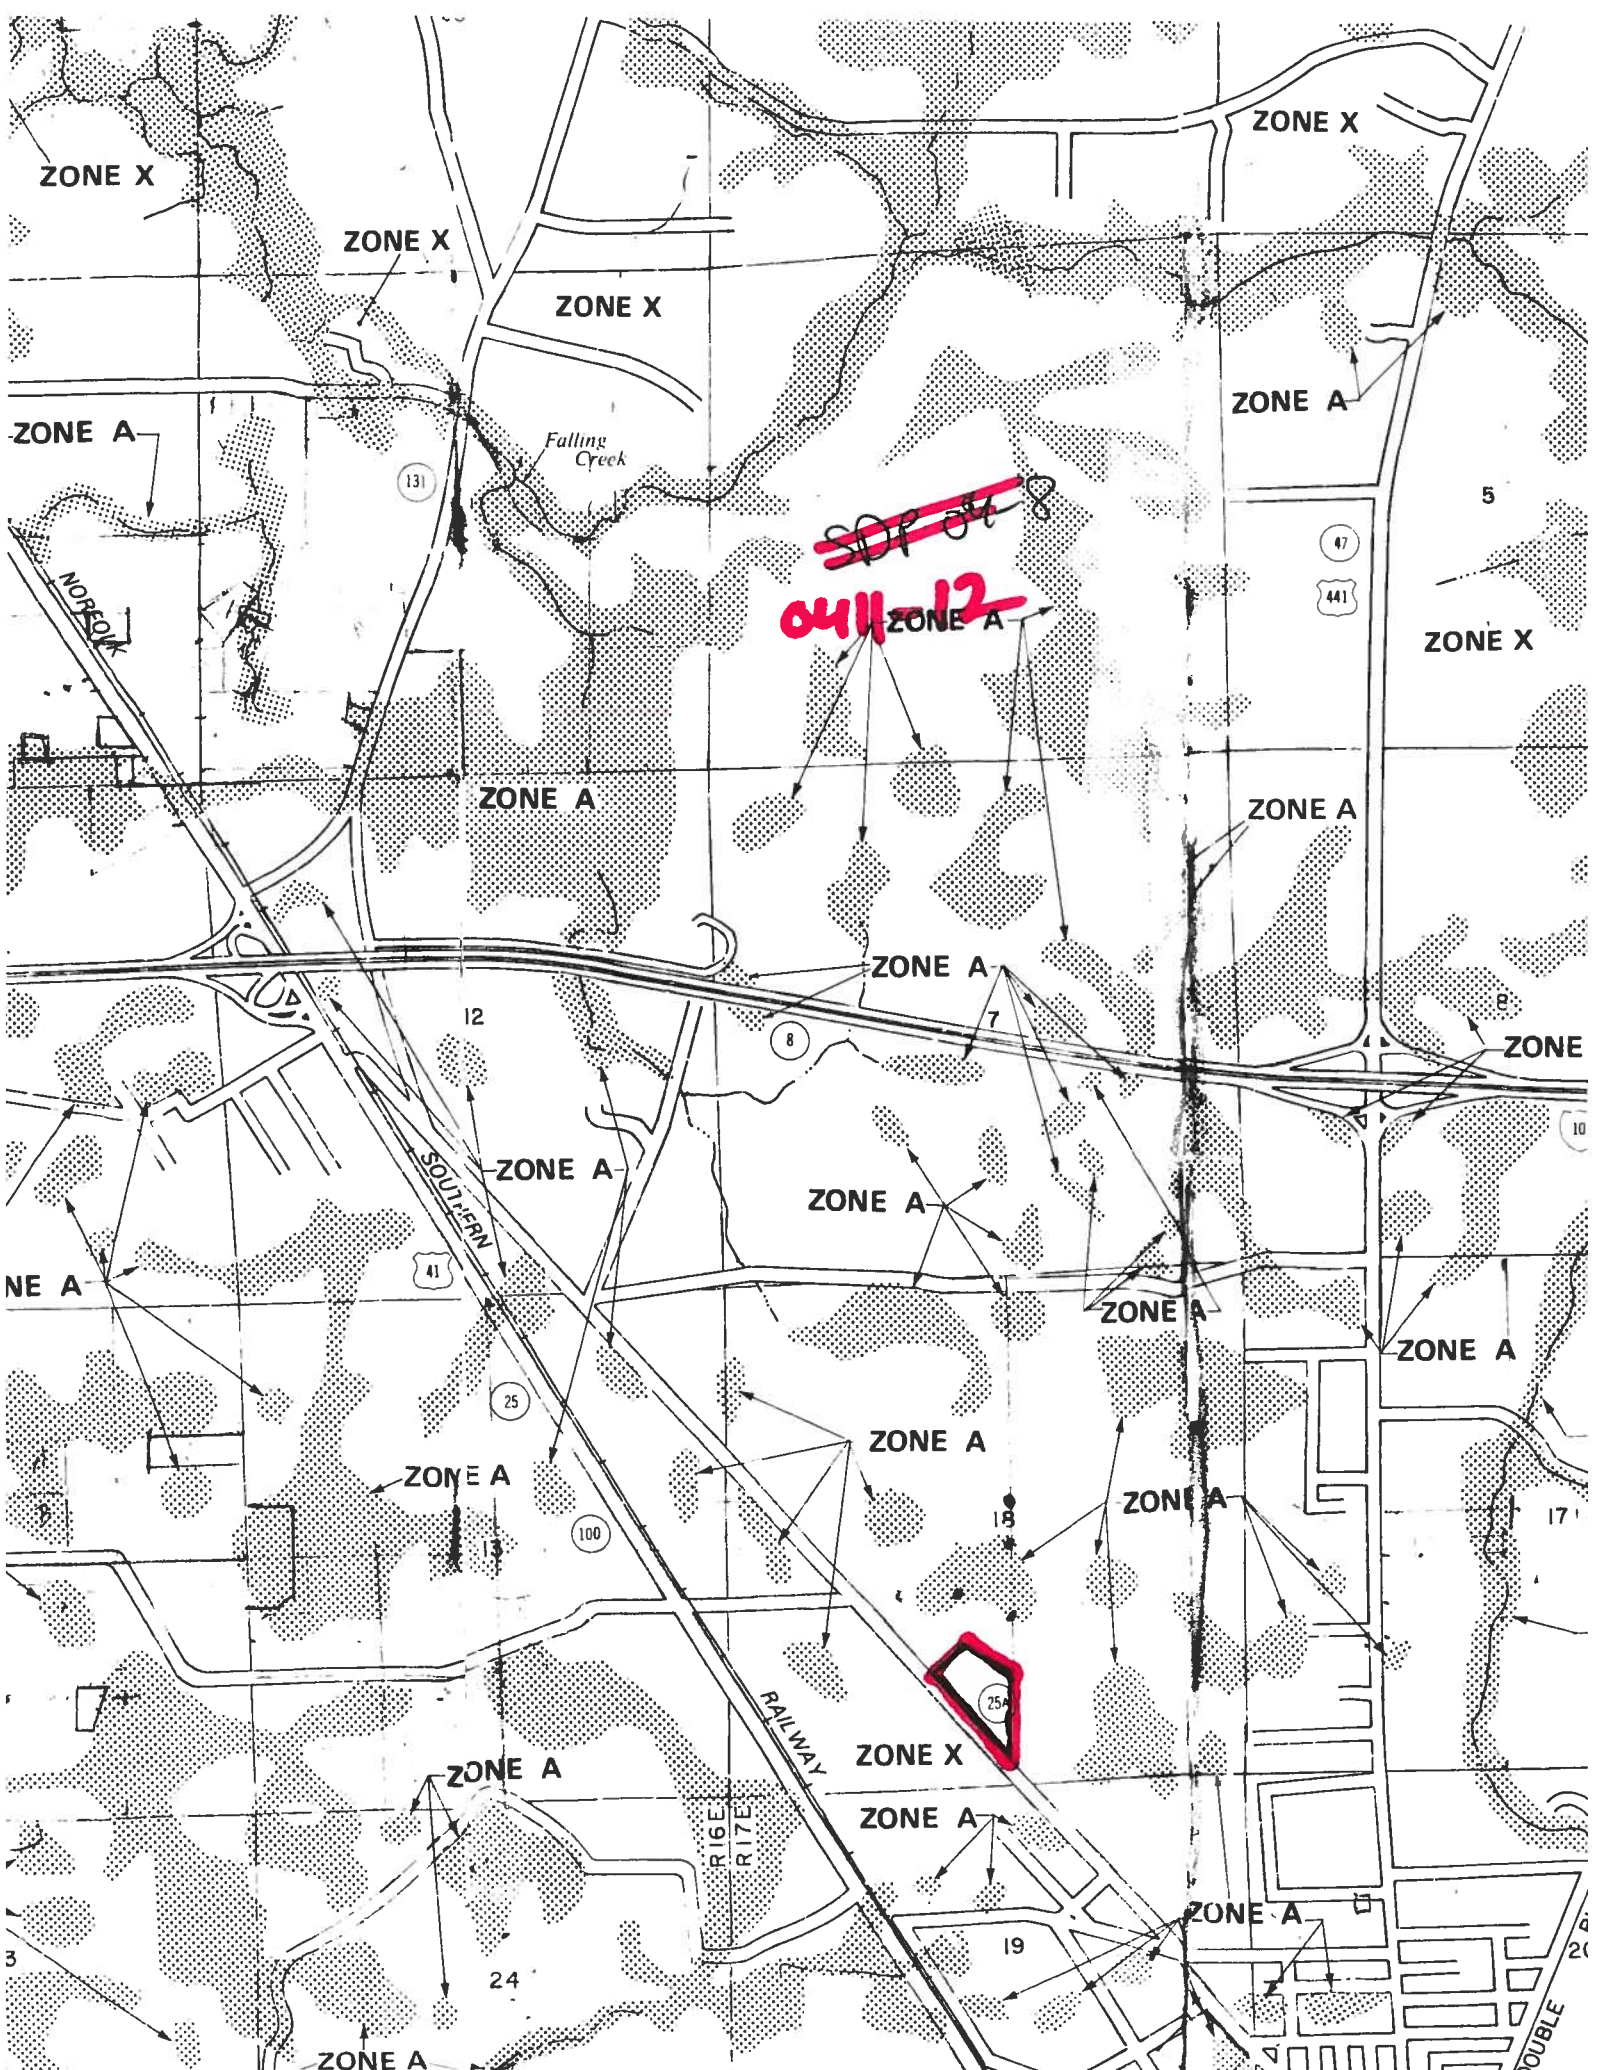 ZONE X
ZONE X
ZONE X
ZONE X
ZONE A
ZONE A
Falling
Creek
131
SDP 04-8
5
47
0411-12
441
NORFOLK
ZONE A
ZONE X
ZONE A
ZONE A
ZONE A
12
8
7
8
ZONE
10
SOUTHERN
ZONE A
ZONE A
NE A
41
ZONE A
ZONE A
25
ZONE A
ZONE A
ZONE A
18
17
100
13
25A
RAILWAY
ZONE X
ZONE A
R16E
R17E
ZONE A
ZONE A
19
3
24
20
DOUBLE
ZONE A